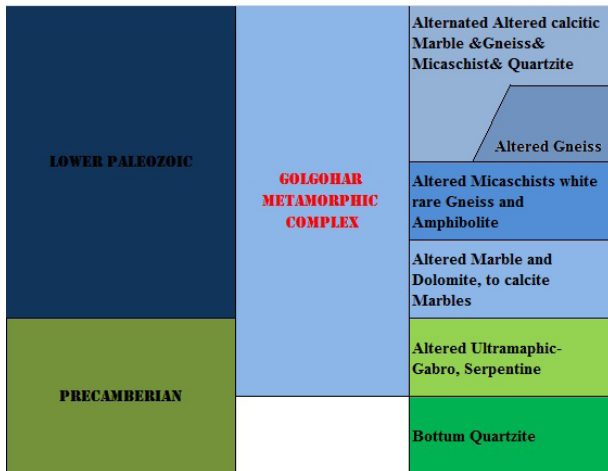 LOWER PALEOZOIC
PRECAMBERIAN
GOLGOHAR
METAMORPHIC
COMPLEX
Alternated Altered calcitic
Marble &Gneiss&
Micaschist& Quartzite
Altered Gneiss
Altered Micaschists white
rare Gneiss and
Amphibolite
Altered Marble and
Dolomite, to calcite
Marbles
Altered Ultramaphic-
Gabro, Serpentine
Bottum Quartzite